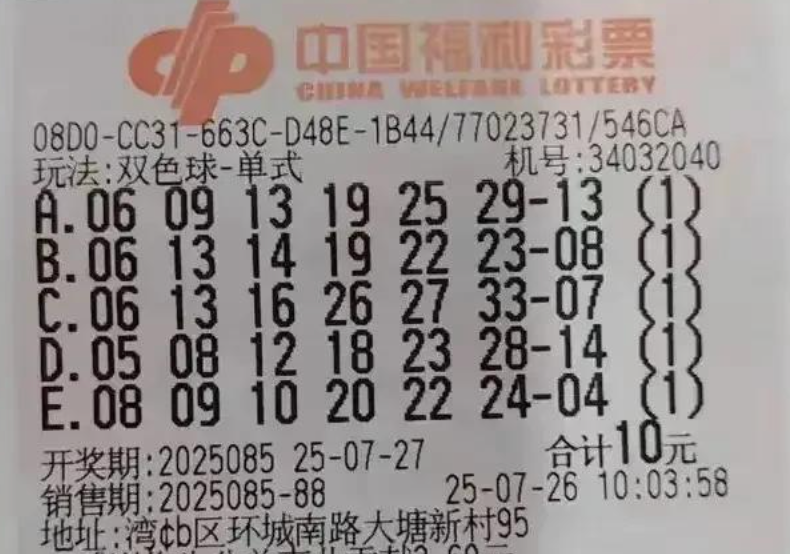 中国福利彩票
CHINA WELFARE LOTTERY
08D0-CC31-663C-D48E-1B44/77023731/546CA
玩法:双色球-单式 机号:34032040
A.06 09 13 19 25 29-13 (1)
B.06 13 14 19 22 23-08 (1)
C.06 13 16 26 27 33-07 (1)
D.05 08 12 18 23 28-14 (1)
E.08 09 10 20 22 24-04 (1)
开奖期:2025085 25-07-27 合计10元
销售期:2025085-88 25-07-26 10:03:58
地址:湾¢b区环城南路大塘新村95